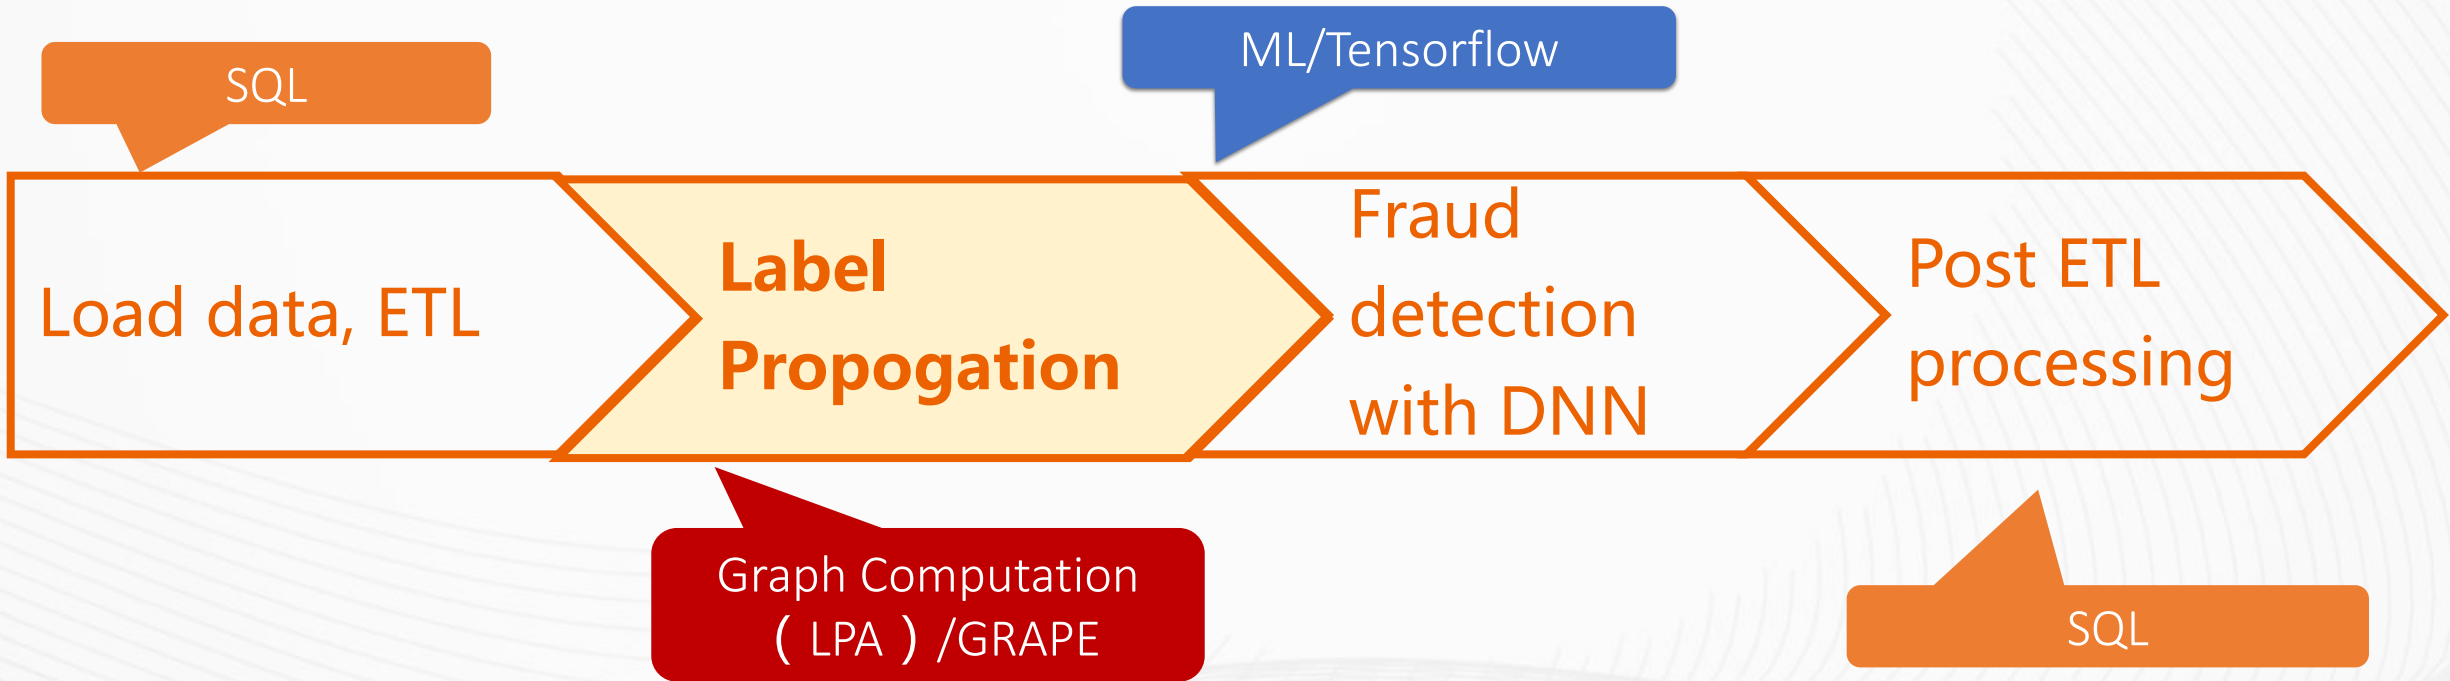 SQL
ML/Tensorflow
Load data, ETL
Label
Propogation
Fraud
detection
with DNN
Post ETL
processing
Graph Computation
( LPA ) /GRAPE
SQL